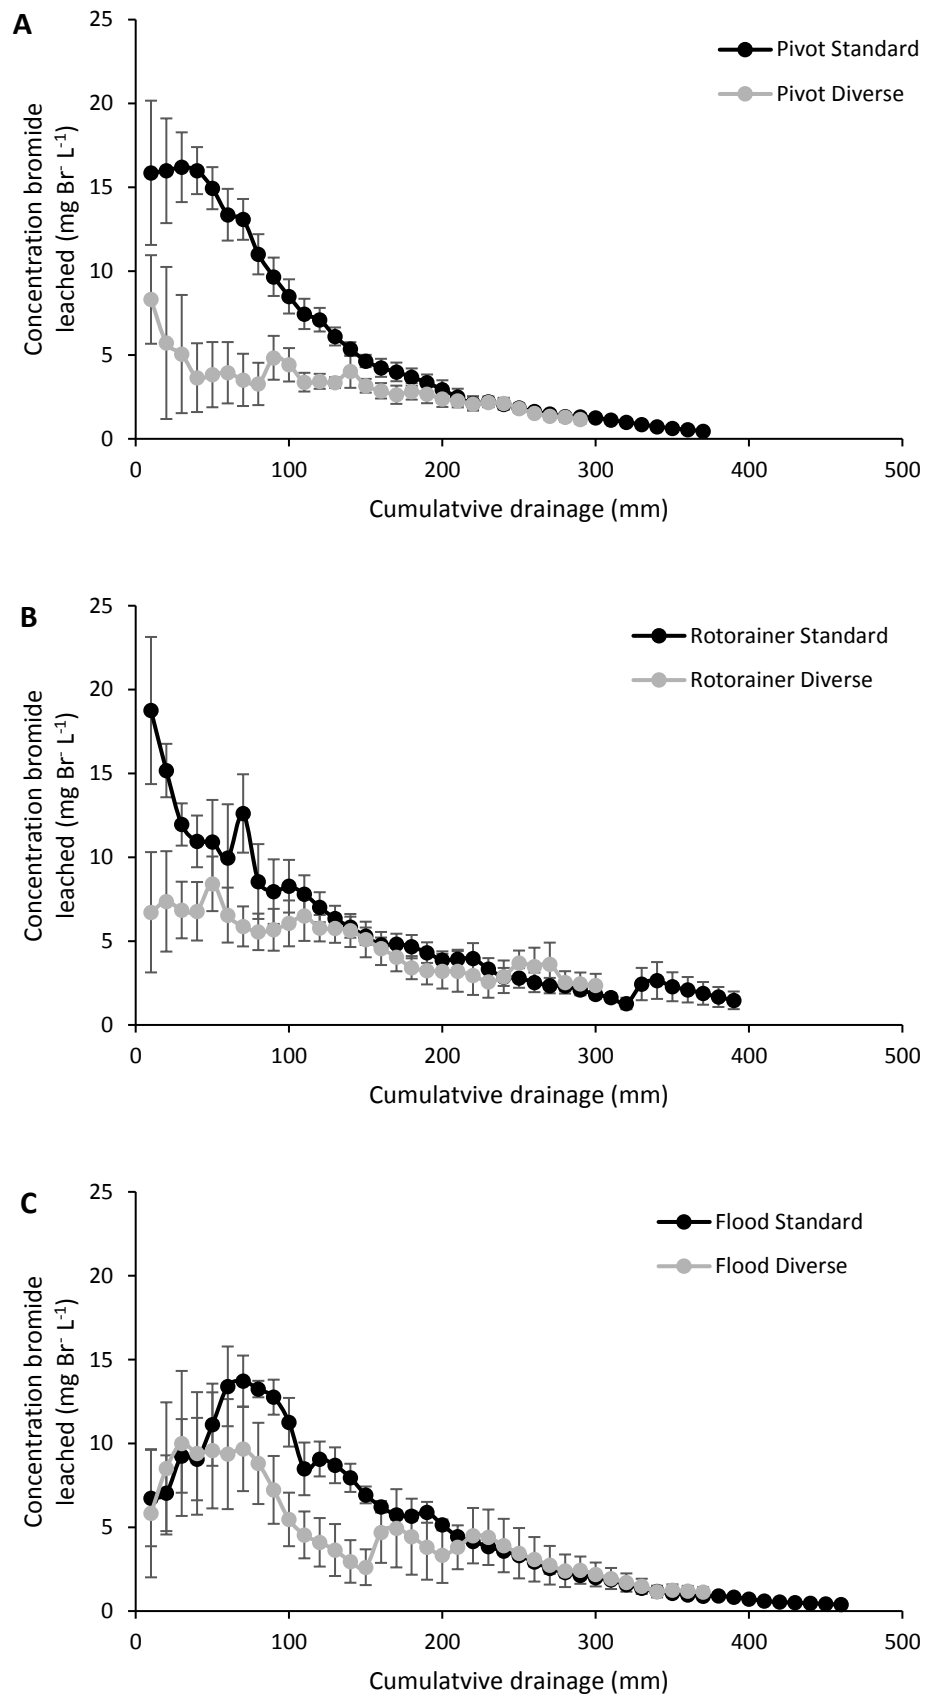 A
25
20
15
10
5
0
Concentration bromide
leached (mg Br⁻ L⁻¹)
Pivot Standard
Pivot Diverse
0 100 200 300 400 500
Cumulatvive drainage (mm)
B
25
20
15
10
5
0
Concentration bromide
leached (mg Br⁻ L⁻¹)
Rotorainer Standard
Rotorainer Diverse
0 100 200 300 400 500
Cumulatvive drainage (mm)
C
25
20
15
10
5
0
Concentration bromide
leached (mg Br⁻ L⁻¹)
Flood Standard
Flood Diverse
0 100 200 300 400 500
Cumulatvive drainage (mm)